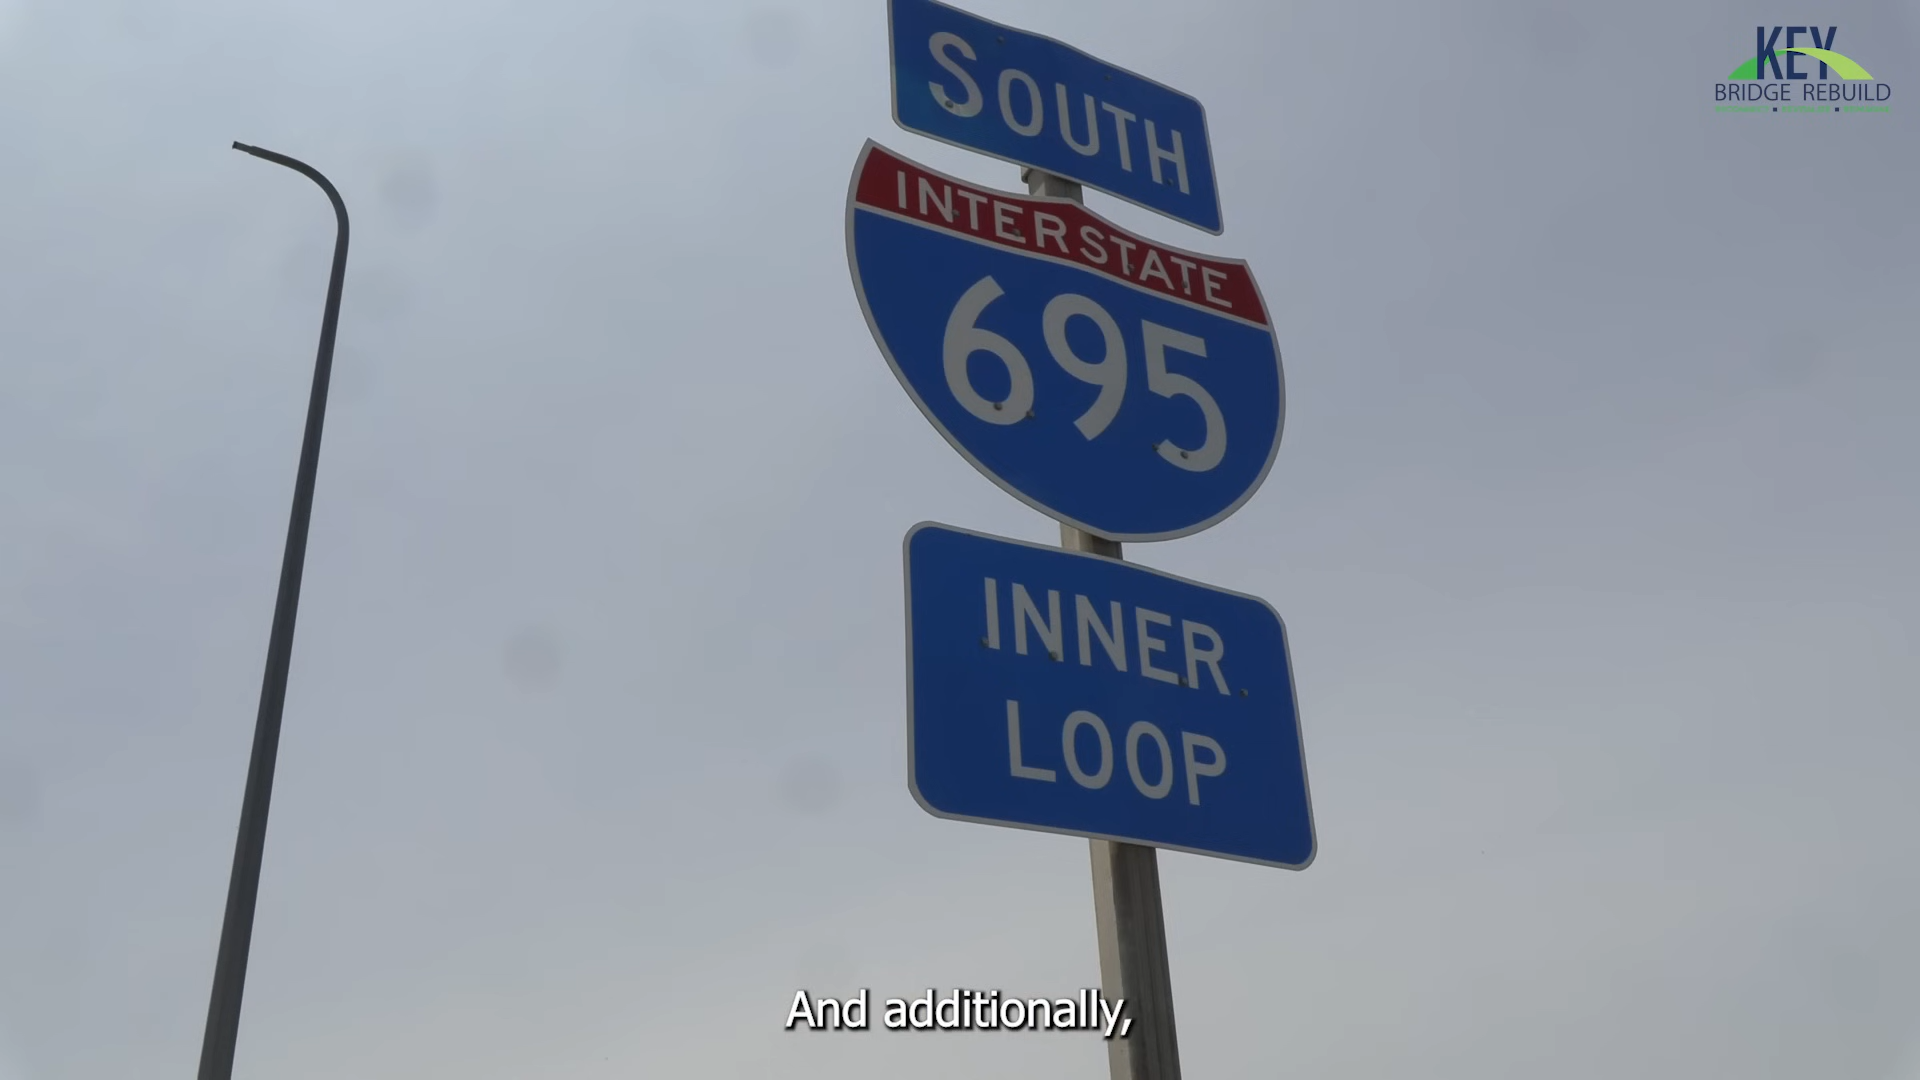 SOUTH
INTERSTATE
695
INNER
LOOP
KEY
BRIDGE REBUILD
And additionally,